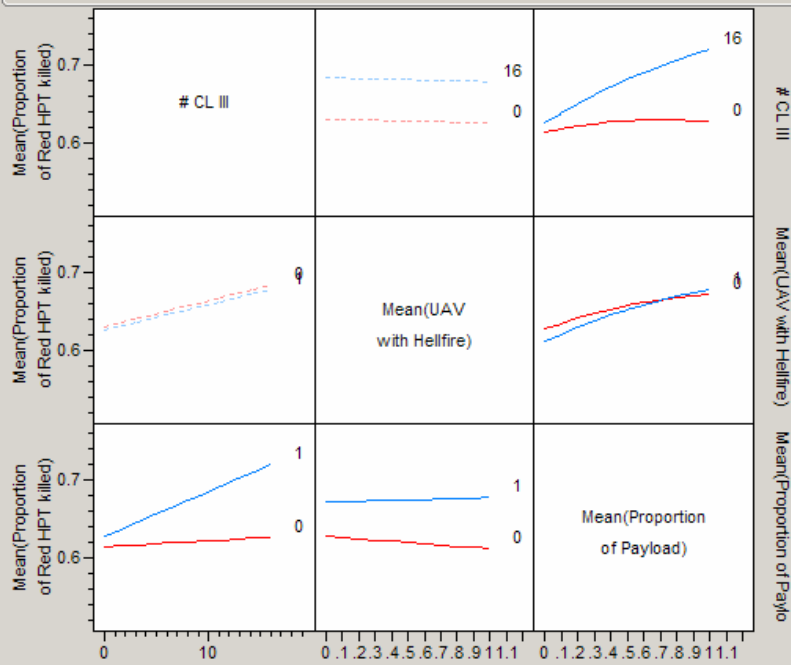 Mean(Proportion
of Red HPT killed)
0.7
0.6
# CL III
16
0
16
0
# CL III
Mean(Proportion
of Red HPT killed)
0.7
0.6
0
1
Mean(UAV
with Hellfire)
1
0
Mean(UAV with Hellfire)
Mean(Proportion
of Red HPT killed)
0.7
0.6
1
0
1
0
Mean(Proportion
of Payload)
Mean(Proportion of Paylo
0 10
0 .1.2.3.4.5.6.7.8.9 11.1
0 .1.2.3.4.5.6.7.8.9 11.1